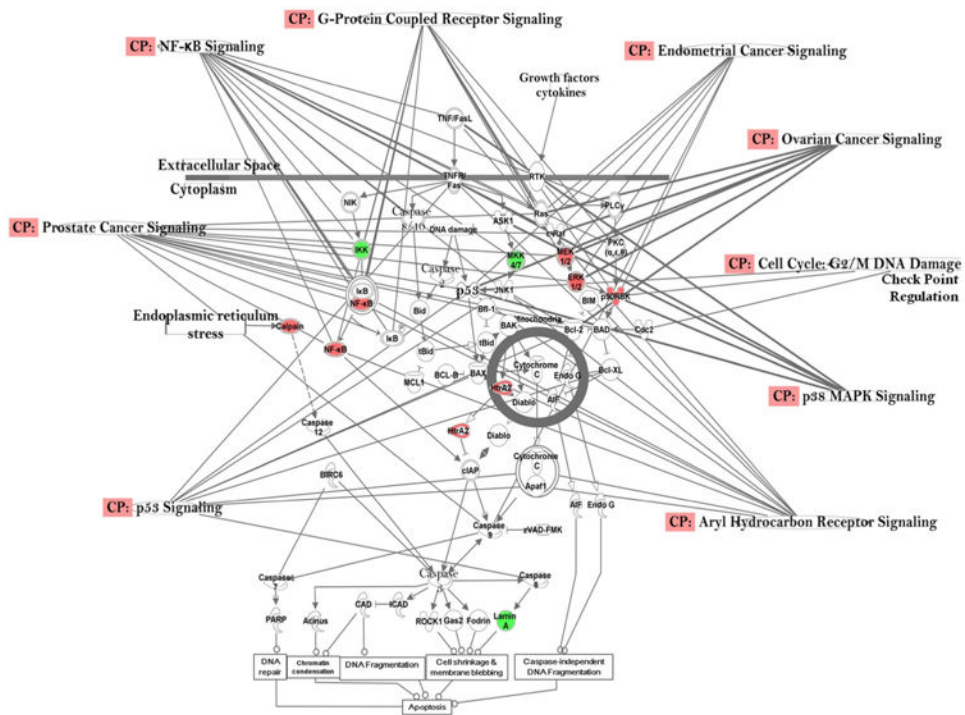 CP: G-Protein Coupled Receptor Signaling
CP: NF-κB Signaling
CP: Endometrial Cancer Signaling
Growth factors
cytokines
TNF/FasL
CP: Ovarian Cancer Signaling
Extracellular Space
Cytoplasm
TNFR/
Fas
RTK
NIK
Caspase
8,10
ASK1
Ras
PLCγ
CP: Prostate Cancer Signaling
DNA damage
c-Raf
PKC
(α,ε,θ)
IKK
MKK
4/7
MEK
1/2
Caspase
2
ERK
1/2
CP: Cell Cycle: G2/M DNA Damage
Check Point
Regulation
IκB
NF-κB
p53
JNK1
BIM
p90RSK
Endoplasmic reticulum
stress
Calpain
Bid
Bfl-1
Mitochondria
BAK
Bcl-2
BAD
Cdc2
NF-κB
IκB
tBid
tBid
MCL1
BCL-B
BAX
Cytochrome
C
Endo G
Bcl-XL
HtrA2
Diablo
AIF
CP: p38 MAPK Signaling
Caspase
12
HtrA2
Diablo
Cytochrome
C
Apaf1
cIAP
BIRC6
AIF
Endo G
CP: p53 Signaling
CP: Aryl Hydrocarbon Receptor Signaling
Caspase
9
zVAD-FMK
Caspase
7
Caspase
3
Caspase
6
PARP
Acinus
CAD
ICAD
ROCK1
Gas2
Fodrin
Lamin
A
DNA
repair
Chromatin
condensation
DNA Fragmentation
Cell shrinkage &
membrane blebbing
Caspase-independent
DNA Fragmentation
Apoptosis